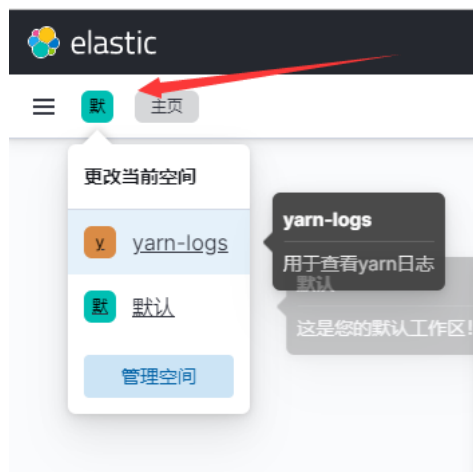 elastic
默 主页
更改当前空间
y yarn-logs
默 默认
管理空间
yarn-logs
用于查看yarn日志
默认
这是您的默认工作区!